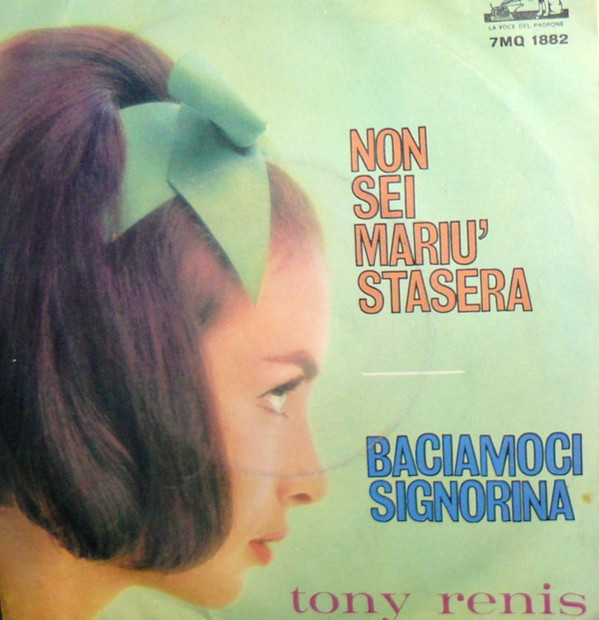 LA VOCE DEL PADRONE
7MQ 1882
NON
SEI
MARIU'
STASERA
BACIAMOCI
SIGNORINA
tony renis